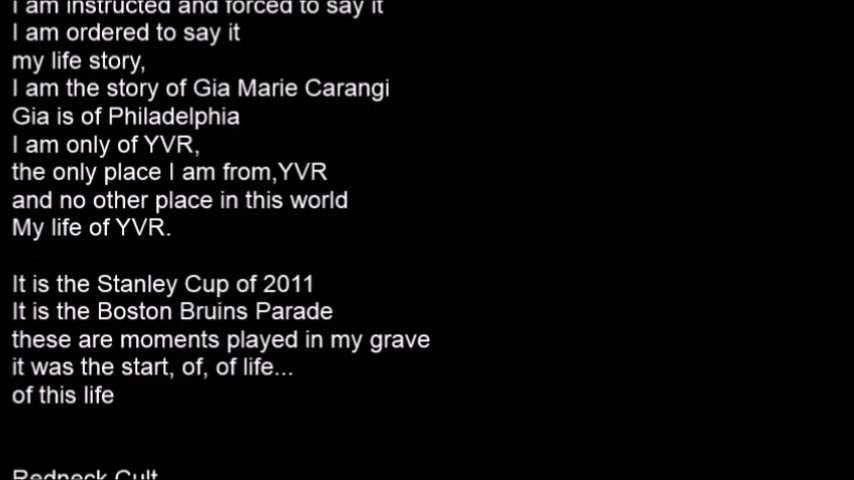 I am instructed and forced to say it
I am ordered to say it
my life story,
I am the story of Gia Marie Carangi
Gia is of Philadelphia
I am only of YVR,
the only place I am from,YVR
and no other place in this world
My life of YVR.
It is the Stanley Cup of 2011
It is the Boston Bruins Parade
these are moments played in my grave
it was the start, of, of life...
of this life
Redneck Cult